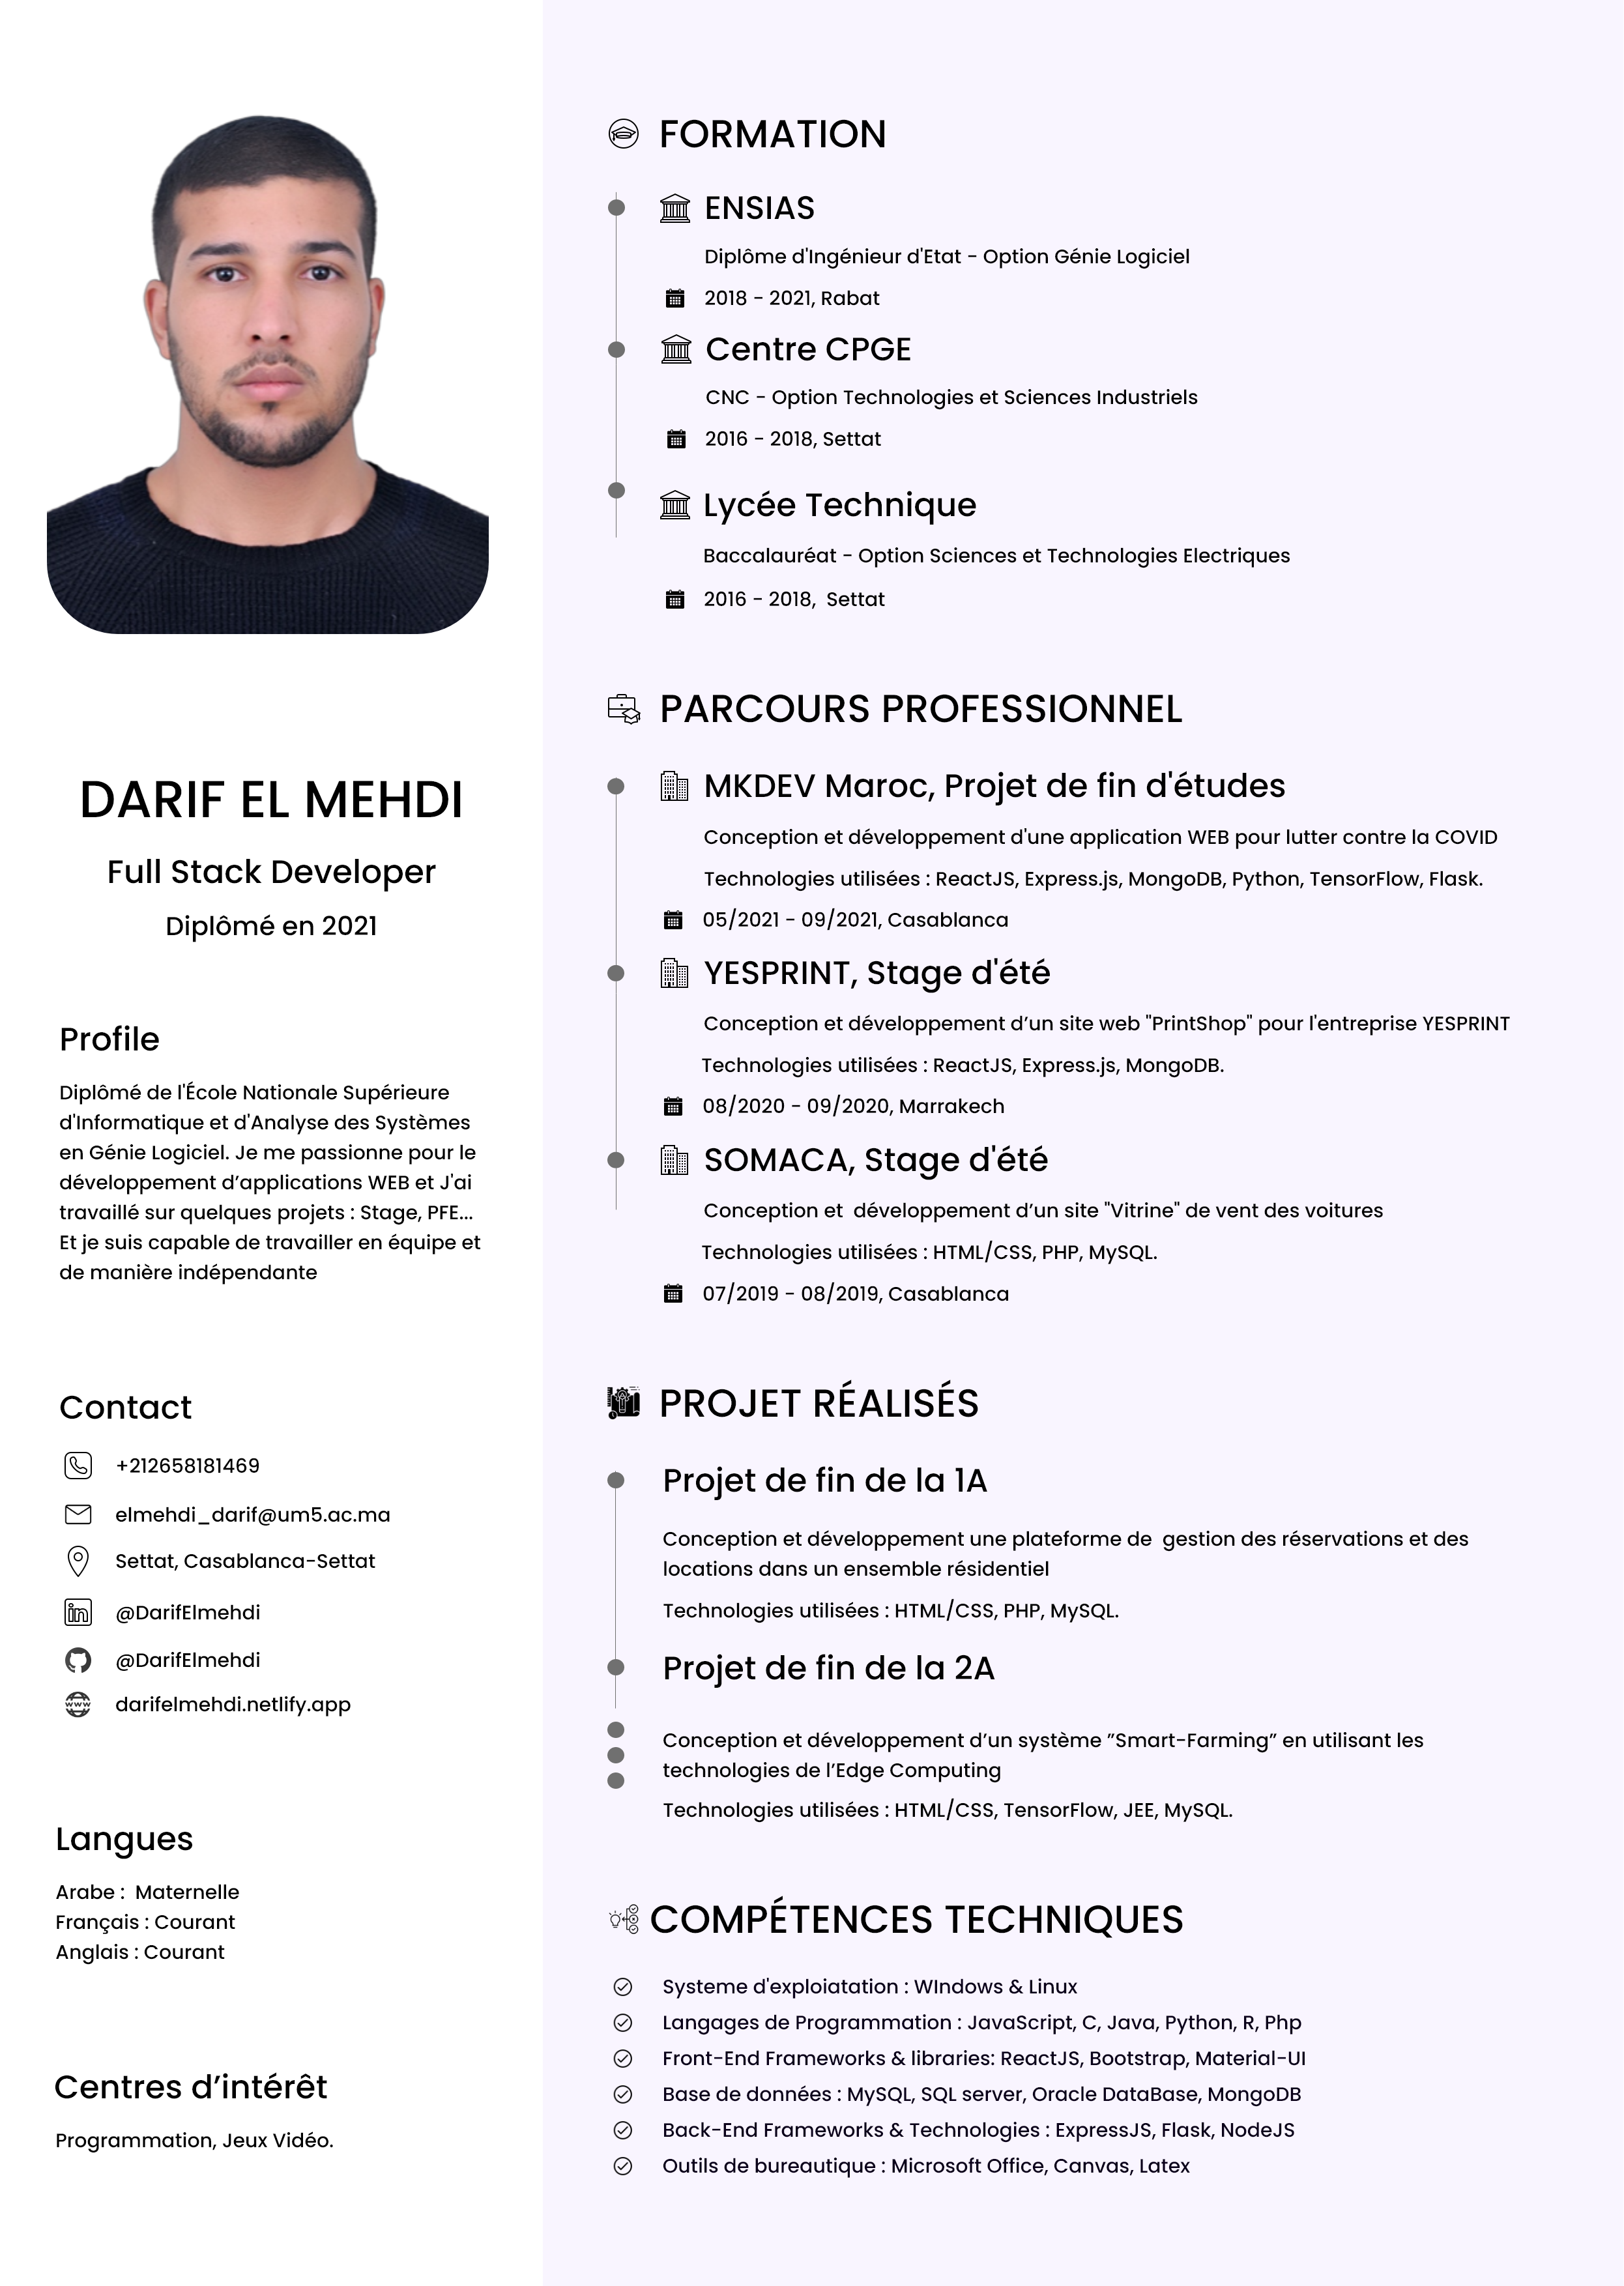 DARIF EL MEHDI
Full Stack Developer
Diplômé en 2021
Profile
Diplômé de l'École Nationale Supérieure
d'Informatique et d'Analyse des Systèmes
en Génie Logiciel. Je me passionne pour le
développement d’applications WEB et J'ai
travaillé sur quelques projets : Stage, PFE...
Et je suis capable de travailler en équipe et
de manière indépendante
Contact
+212658181469
elmehdi_darif@um5.ac.ma
Settat, Casablanca-Settat
@DarifElmehdi
@DarifElmehdi
darifelmehdi.netlify.app
Langues
Arabe :  Maternelle
Français : Courant
Anglais : Courant
Centres d’intérêt
Programmation, Jeux Vidéo.
FORMATION
ENSIAS
Diplôme d'Ingénieur d'Etat - Option Génie Logiciel
2018 - 2021, Rabat
Centre CPGE
CNC - Option Technologies et Sciences Industriels
2016 - 2018, Settat
Lycée Technique
Baccalauréat - Option Sciences et Technologies Electriques
2016 - 2018,  Settat
PARCOURS PROFESSIONNEL
MKDEV Maroc, Projet de fin d'études
Conception et développement d'une application WEB pour lutter contre la COVID
Technologies utilisées : ReactJS, Express.js, MongoDB, Python, TensorFlow, Flask.
05/2021 - 09/2021, Casablanca
YESPRINT, Stage d'été
Conception et développement d’un site web "PrintShop" pour l'entreprise YESPRINT
Technologies utilisées : ReactJS, Express.js, MongoDB.
08/2020 - 09/2020, Marrakech
SOMACA, Stage d'été
Conception et  développement d’un site "Vitrine" de vent des voitures
Technologies utilisées : HTML/CSS, PHP, MySQL.
07/2019 - 08/2019, Casablanca
PROJET RÉALISÉS
Projet de fin de la 1A
Conception et développement une plateforme de  gestion des réservations et des
locations dans un ensemble résidentiel
Technologies utilisées : HTML/CSS, PHP, MySQL.
Projet de fin de la 2A
Conception et développement d’un système ”Smart-Farming” en utilisant les
technologies de l’Edge Computing
Technologies utilisées : HTML/CSS, TensorFlow, JEE, MySQL.
COMPÉTENCES TECHNIQUES
Systeme d'exploiatation : WIndows & Linux
Langages de Programmation : JavaScript, C, Java, Python, R, Php
Front-End Frameworks & libraries: ReactJS, Bootstrap, Material-UI
Base de données : MySQL, SQL server, Oracle DataBase, MongoDB
Back-End Frameworks & Technologies : ExpressJS, Flask, NodeJS
Outils de bureautique : Microsoft Office, Canvas, Latex